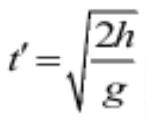 t' = √(2h/g)